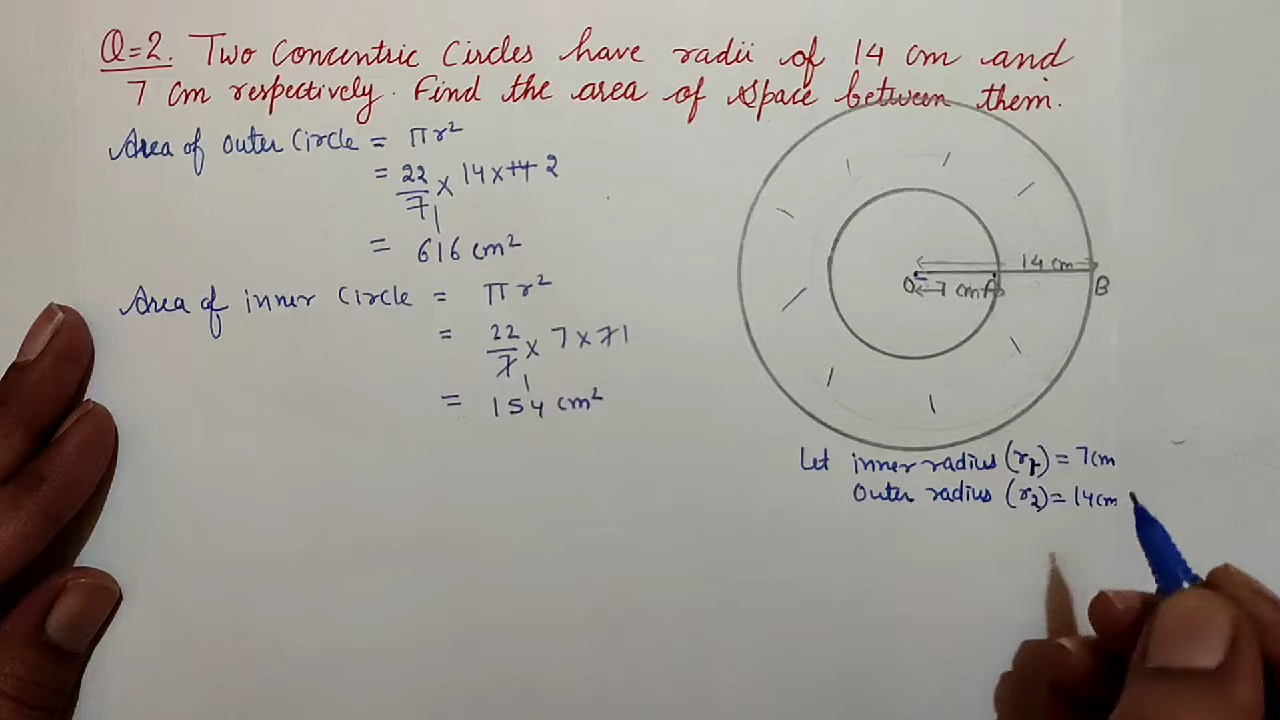 Q=2. Two Concentric Circles have radii of 14 cm and
7 cm respectively. Find the area of space between them.
Area of outer circle = πr²
= 22/7 1 × 14 × 14 2
= 616 cm²
Area of inner circle = πr²
= 22/7 1 × 7 × 7 1
= 154 cm²
14 cm
O 7 cm A B
Let inner radius (r₁) = 7cm
Outer radius (r₂) = 14cm